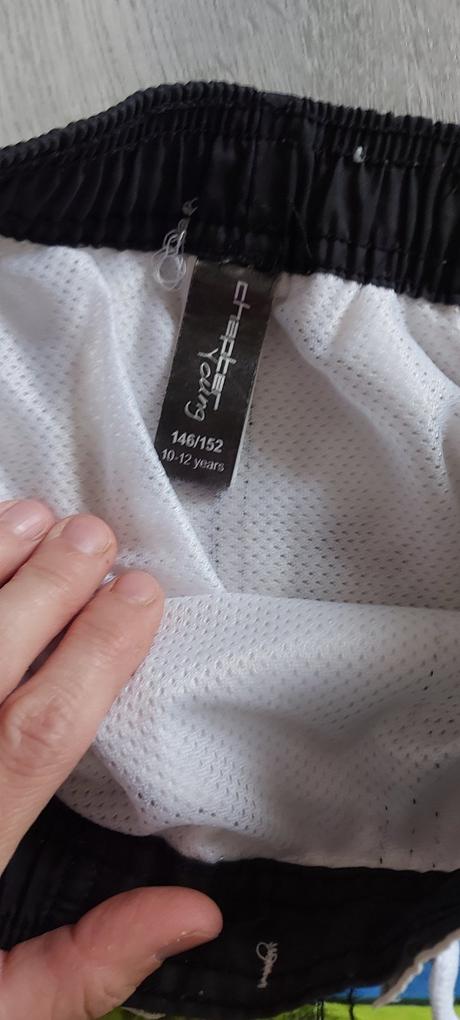 chapter
Young
146/152
10-12 years